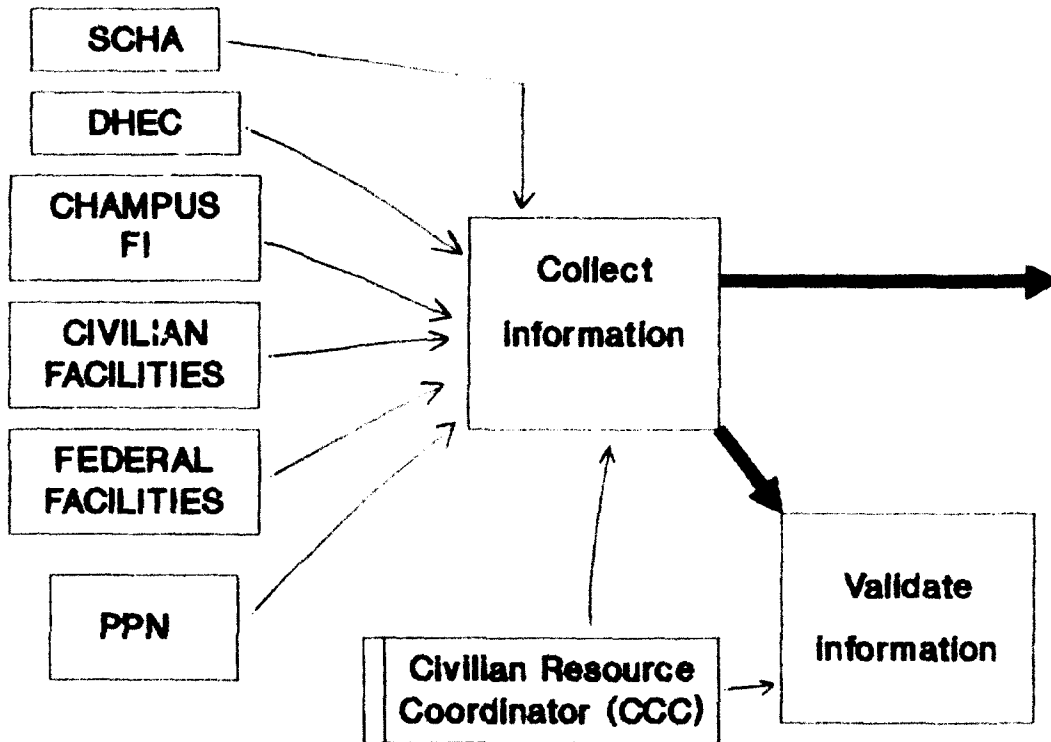 SCHA
DHEC
CHAMPUS
FI
CIVILIAN
FACILITIES
FEDERAL
FACILITIES
PPN
Collect
information
Validate
information
Civilian Resource
Coordinator (CCC)